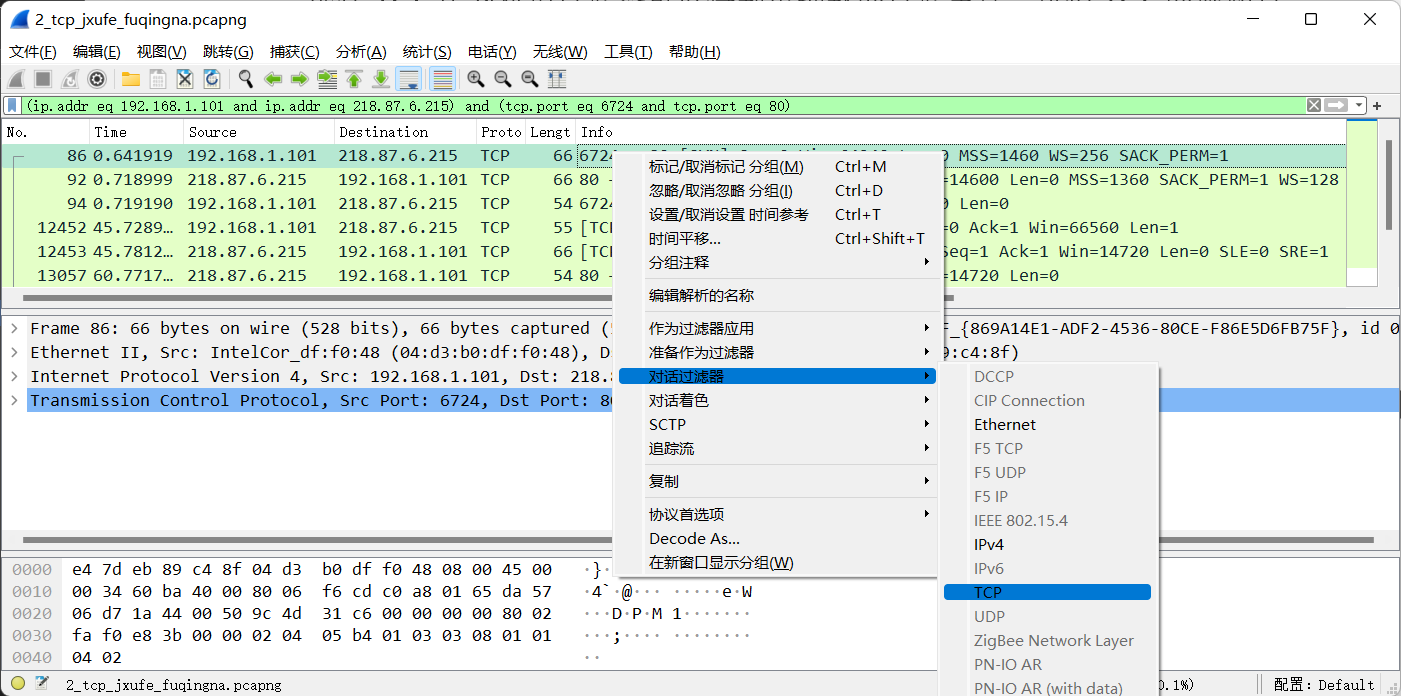 2_tcp_jxufe_fuqingna.pcapng
文件(F) 编辑(E) 视图(V) 跳转(G) 捕获(C) 分析(A) 统计(S) 电话(Y) 无线(W) 工具(T) 帮助(H)
(ip.addr eq 192.168.1.101 and ip.addr eq 218.87.6.215) and (tcp.port eq 6724 and tcp.port eq 80)
No. Time Source Destination Proto Lengt Info
86 0.641919 192.168.1.101 218.87.6.215 TCP 66 6724 MSS=1460 WS=256 SACK_PERM=1
92 0.718999 218.87.6.215 192.168.1.101 TCP 66 80 =14600 Len=0 MSS=1360 SACK_PERM=1 WS=128
94 0.719190 192.168.1.101 218.87.6.215 TCP 54 6724 Len=0
12452 45.7289… 192.168.1.101 218.87.6.215 TCP 55 [TC =0 Ack=1 Win=66560 Len=1
12453 45.7812… 218.87.6.215 192.168.1.101 TCP 66 [TC Seq=1 Ack=1 Win=14720 Len=0 SLE=0 SRE=1
13057 60.7717… 218.87.6.215 192.168.1.101 TCP 54 80 =14720 Len=0
标记/取消标记 分组(M) Ctrl+M
忽略/取消忽略 分组(I) Ctrl+D
设置/取消设置 时间参考 Ctrl+T
时间平移... Ctrl+Shift+T
分组注释
编辑解析的名称
作为过滤器应用
准备作为过滤器
对话过滤器
对话着色
SCTP
追踪流
复制
协议首选项
Decode As...
在新窗口显示分组(W)
DCCP
CIP Connection
Ethernet
F5 TCP
F5 UDP
F5 IP
IEEE 802.15.4
IPv4
IPv6
TCP
UDP
ZigBee Network Layer
PN-IO AR
PN-IO AR (with data)
Frame 86: 66 bytes on wire (528 bits), 66 bytes captured ( F_{869A14E1-ADF2-4536-80CE-F86E5D6FB75F}, id 0
Ethernet II, Src: IntelCor_df:f0:48 (04:d3:b0:df:f0:48), D :c4:8f)
Internet Protocol Version 4, Src: 192.168.1.101, Dst: 218.8
Transmission Control Protocol, Src Port: 6724, Dst Port: 8
0000 e4 7d eb 89 c4 8f 04 d3 b0 df f0 48 08 00 45 00 ·}·
0010 00 34 60 ba 40 00 80 06 f6 cd c0 a8 01 65 da 57 ·4`·@··· ·····e·W
0020 06 d7 1a 44 00 50 9c 4d 31 c6 00 00 00 00 80 02 ···D·P·M 1·······
0030 fa f0 e8 3b 00 00 02 04 05 b4 01 03 03 08 01 01 ···;···· ········
0040 04 02 ··
2_tcp_jxufe_fuqingna.pcapng 0.1%) 配置: Default